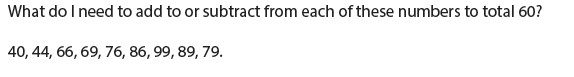 What do I need to add to or subtract from each of these numbers to total 60?
40, 44, 66, 69, 76, 86, 99, 89, 79.